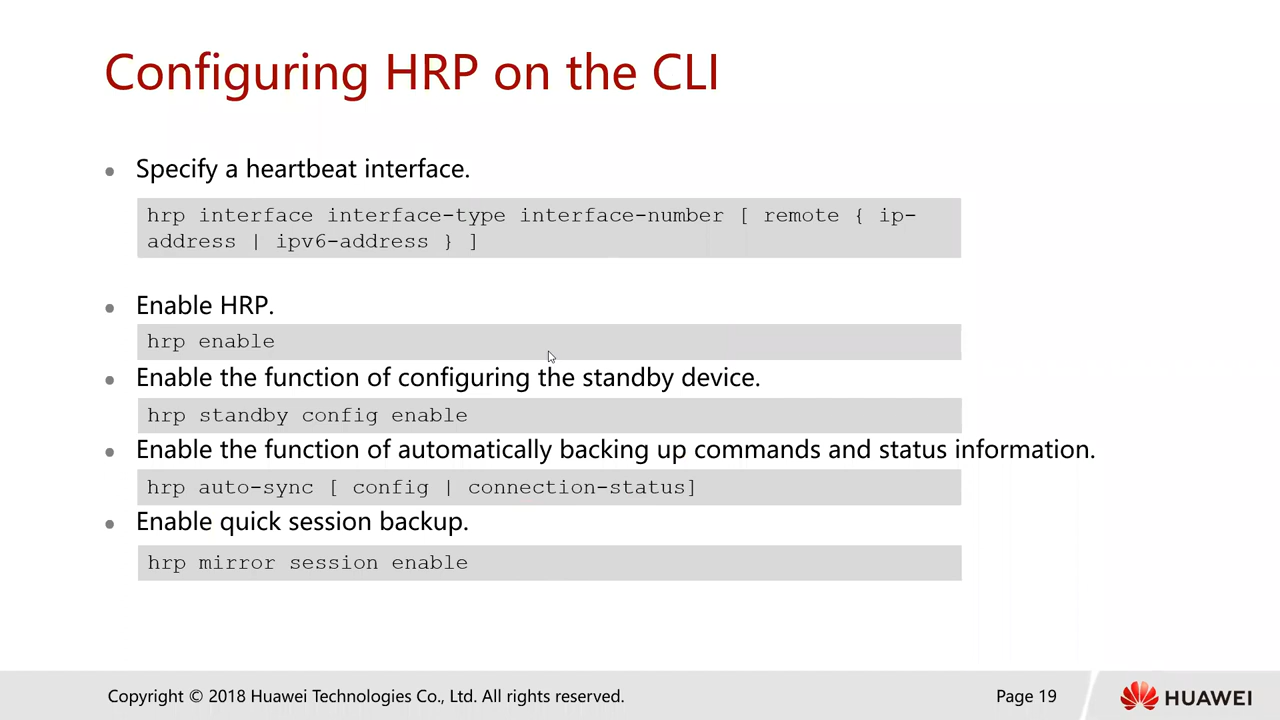 Configuring HRP on the CLI
Specify a heartbeat interface.
hrp interface interface-type interface-number [ remote { ip-
address | ipv6-address } ]
Enable HRP.
hrp enable
Enable the function of configuring the standby device.
hrp standby config enable
Enable the function of automatically backing up commands and status information.
hrp auto-sync [ config | connection-status]
Enable quick session backup.
hrp mirror session enable
Copyright © 2018 Huawei Technologies Co., Ltd. All rights reserved.
Page 19
HUAWEI